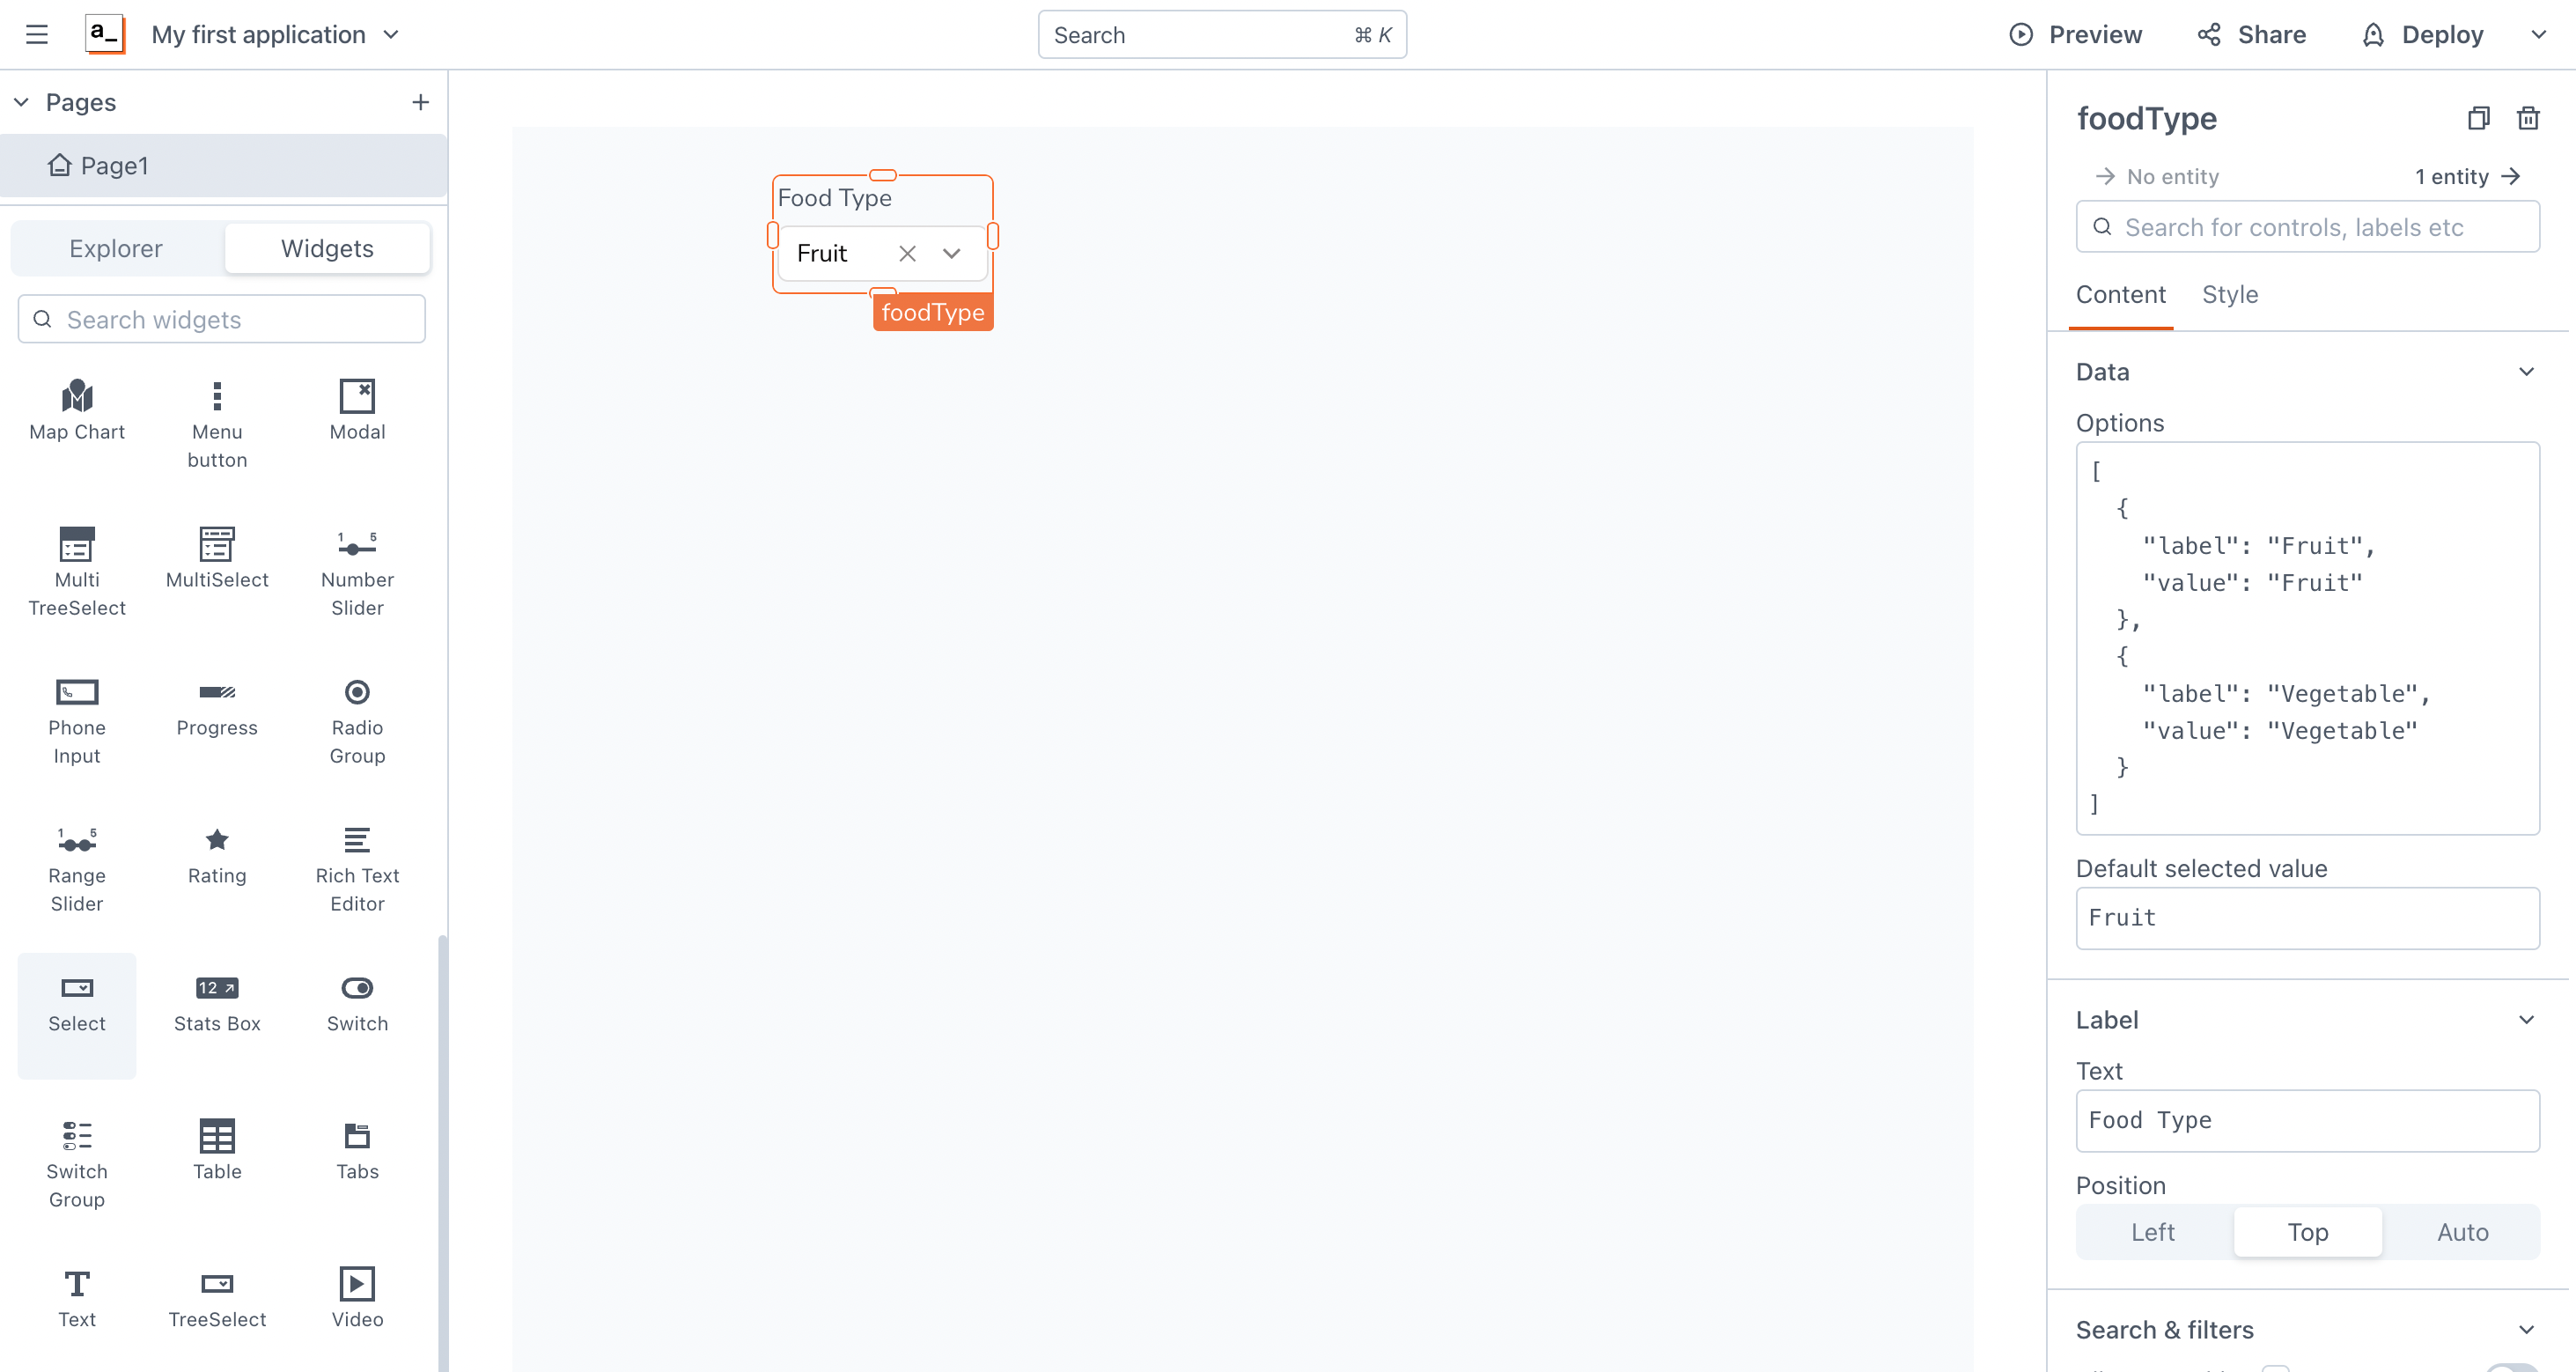 a_
My first application
Search
⌘ K
Preview
Share
Deploy
Pages
Page1
Explorer
Widgets
Search widgets
Map Chart
Menu
button
Modal
Multi
TreeSelect
MultiSelect
1 5
Number
Slider
Phone
Input
Progress
Radio
Group
1 5
Range
Slider
Rating
Rich Text
Editor
Select
12
Stats Box
Switch
Switch
Group
Table
Tabs
Text
TreeSelect
Video
Food Type
Fruit
foodType
foodType
No entity
1 entity
Search for controls, labels etc
Content
Style
Data
Options
[
{
"label": "Fruit",
"value": "Fruit"
},
{
"label": "Vegetable",
"value": "Vegetable"
}
]
Default selected value
Fruit
Label
Text
Food Type
Position
Left
Top
Auto
Search & filters